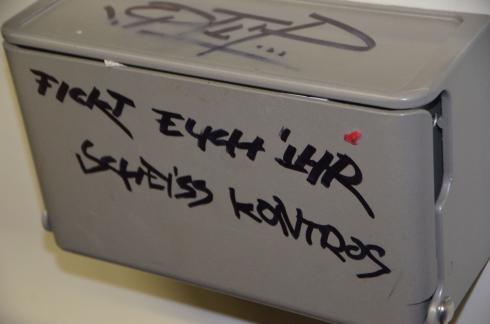 FICKT EUCH IHR
SCHEISS KONTROS